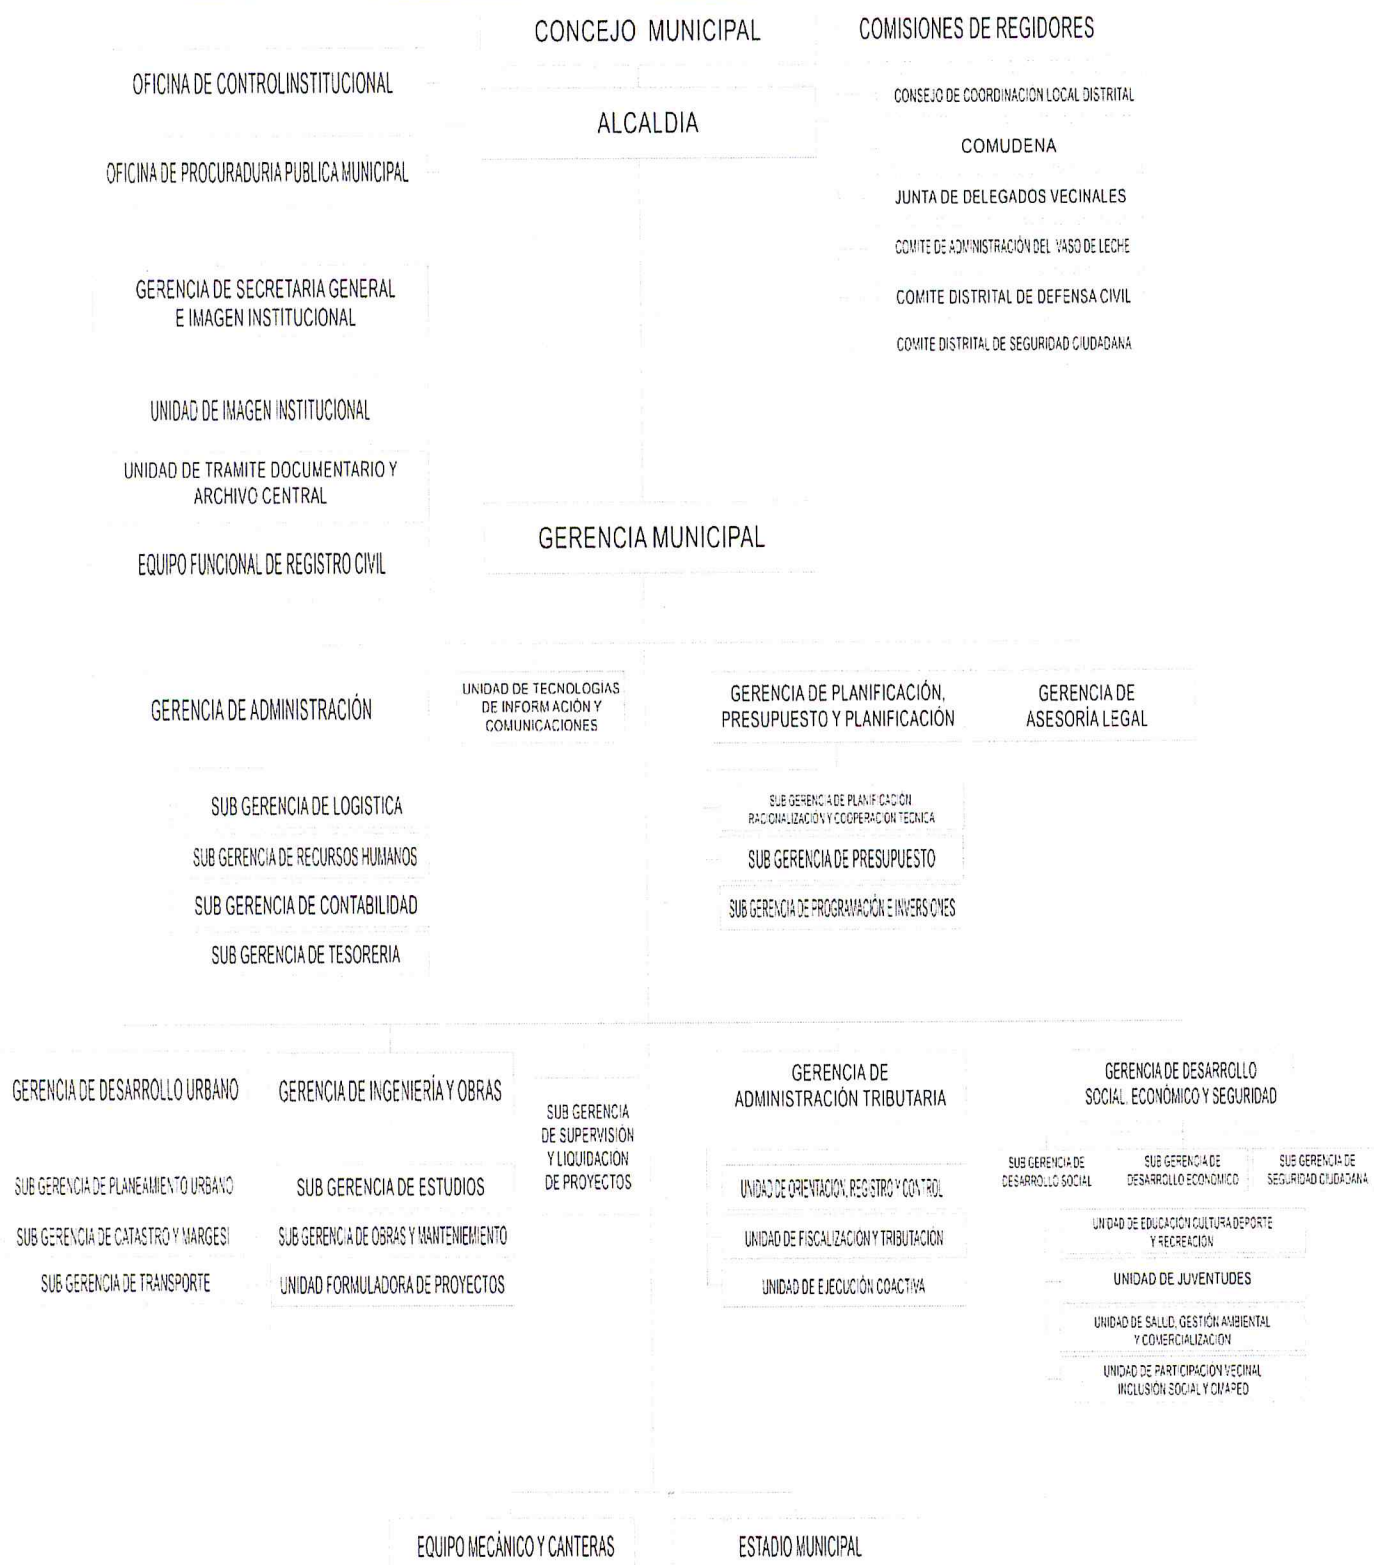 CONCEJO MUNICIPAL
COMISIONES DE REGIDORES
OFICINA DE CONTROLINSTITUCIONAL
ALCALDIA
CONSEJO DE COORDINACION LOCAL DISTRITAL
OFICINA DE PROCURADURIA PUBLICA MUNICIPAL
COMUDENA
JUNTA DE DELEGADOS VECINALES
COMITE DE ADMINISTRACIÓN DEL VASO DE LECHE
COMITE DISTRITAL DE DEFENSA CIVIL
COMITE DISTRITAL DE SEGURIDAD CIUDADANA
GERENCIA DE SECRETARIA GENERAL
E IMAGEN INSTITUCIONAL
UNIDAD DE IMAGEN INSTITUCIONAL
UNIDAD DE TRAMITE DOCUMENTARIO Y
ARCHIVO CENTRAL
EQUIPO FUNCIONAL DE REGISTRO CIVIL
GERENCIA MUNICIPAL
GERENCIA DE ADMINISTRACIÓN
UNIDAD DE TECNOLOGIAS
DE INFORMACIÓN Y
COMUNICACIONES
GERENCIA DE PLANIFICACIÓN,
PRESUPUESTO Y PLANIFICACIÓN
GERENCIA DE
ASESORÍA LEGAL
SUB GERENCIA DE LOGISTICA
SUB GERENCIA DE RECURSOS HUMANOS
SUB GERENCIA DE CONTABILIDAD
SUB GERENCIA DE TESORERIA
SUB GERENCIA DE PLANIFICACIÓN
RACIONALIZACIÓN Y COOPERACION TECNICA
SUB GERENCIA DE PRESUPUESTO
SUB GERENCIA DE PROGRAMACIÓN E INVERSIONES
GERENCIA DE DESARROLLO URBANO
SUB GERENCIA DE PLANEAMIENTO URBANO
SUB GERENCIA DE CATASTRO Y MARGESI
SUB GERENCIA DE TRANSPORTE
GERENCIA DE INGENIERÍA Y OBRAS
SUB GERENCIA DE ESTUDIOS
SUB GERENCIA DE OBRAS Y MANTENIEMIENTO
UNIDAD FORMULADORA DE PROYECTOS
SUB GERENCIA
DE SUPERVISIÓN
Y LIQUIDACION
DE PROYECTOS
GERENCIA DE
ADMINISTRACIÓN TRIBUTARIA
UNIDAD DE ORIENTACION, REGISTRO Y CONTROL
UNIDAD DE FISCALIZACIÓN Y TRIBUTACIÓN
UNIDAD DE EJECUCIÓN COACTIVA
GERENCIA DE DESARROLLO
SOCIAL, ECONÓMICO Y SEGURIDAD
SUB GERENCIA DE
DESARROLLO SOCIAL
SUB GERENCIA DE
DESARROLLO ECONOMICO
SUB GERENCIA DE
SEGURIDAD CIUDADANA
UNIDAD DE EDUCACIÓN CULTURA DEPORTE
Y RECREACIÓN
UNIDAD DE JUVENTUDES
UNIDAD DE SALUD, GESTIÓN AMBIENTAL
Y COMERCIALIZACIÓN
UNIDAD DE PARTICIPACIÓN VECINAL
INCLUSIÓN SOCIAL Y OMAPED
EQUIPO MECÁNICO Y CANTERAS
ESTADIO MUNICIPAL